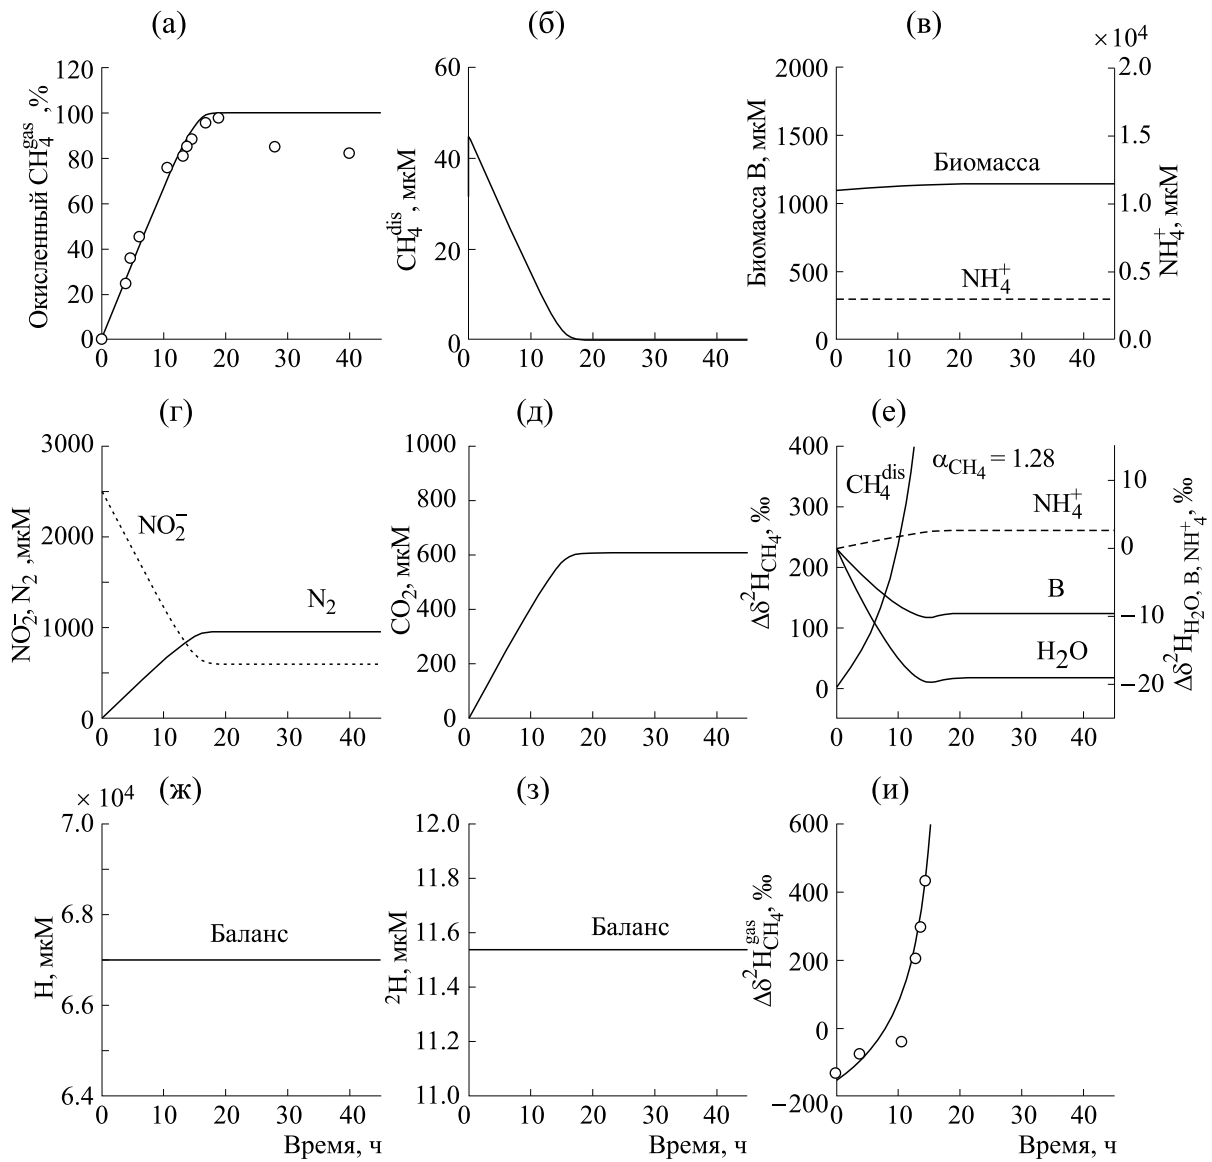 (а)
Окисленный CH₄^gas, %
120
100
80
60
40
20
0
0 10 20 30 40
(б)
CH₄^dis, мкМ
60
40
20
0
0 10 20 30 40
(в)
Биомасса B, мкМ
2000
1500
1000
500
0
Биомасса
NH₄⁺
×10⁴
2.0
1.5
1.0
0.5
0.0
NH₄⁺, мкМ
0 10 20 30 40
(г)
NO₂⁻, N₂, мкМ
3000
2000
1000
0
NO₂⁻
N₂
0 10 20 30 40
(д)
CO₂, мкМ
1000
800
600
400
200
0
0 10 20 30 40
(е)
Δδ²H_CH₄, ‰
400
300
200
100
0
CH₄^dis
α_CH₄ = 1.28
NH₄⁺
B
H₂O
10
0
−10
−20
Δδ²H_H₂O, B, NH₄⁺, ‰
0 10 20 30 40
(ж)
× 10⁴
H, мкМ
7.0
6.8
6.6
6.4
Баланс
0 10 20 30 40
Время, ч
(з)
²H, мкМ
12.0
11.8
11.6
11.5
11.2
11.0
Баланс
0 10 20 30 40
Время, ч
(и)
Δδ²H^gas_CH₄, ‰
600
400
200
0
−200
0 10 20 30 40
Время, ч